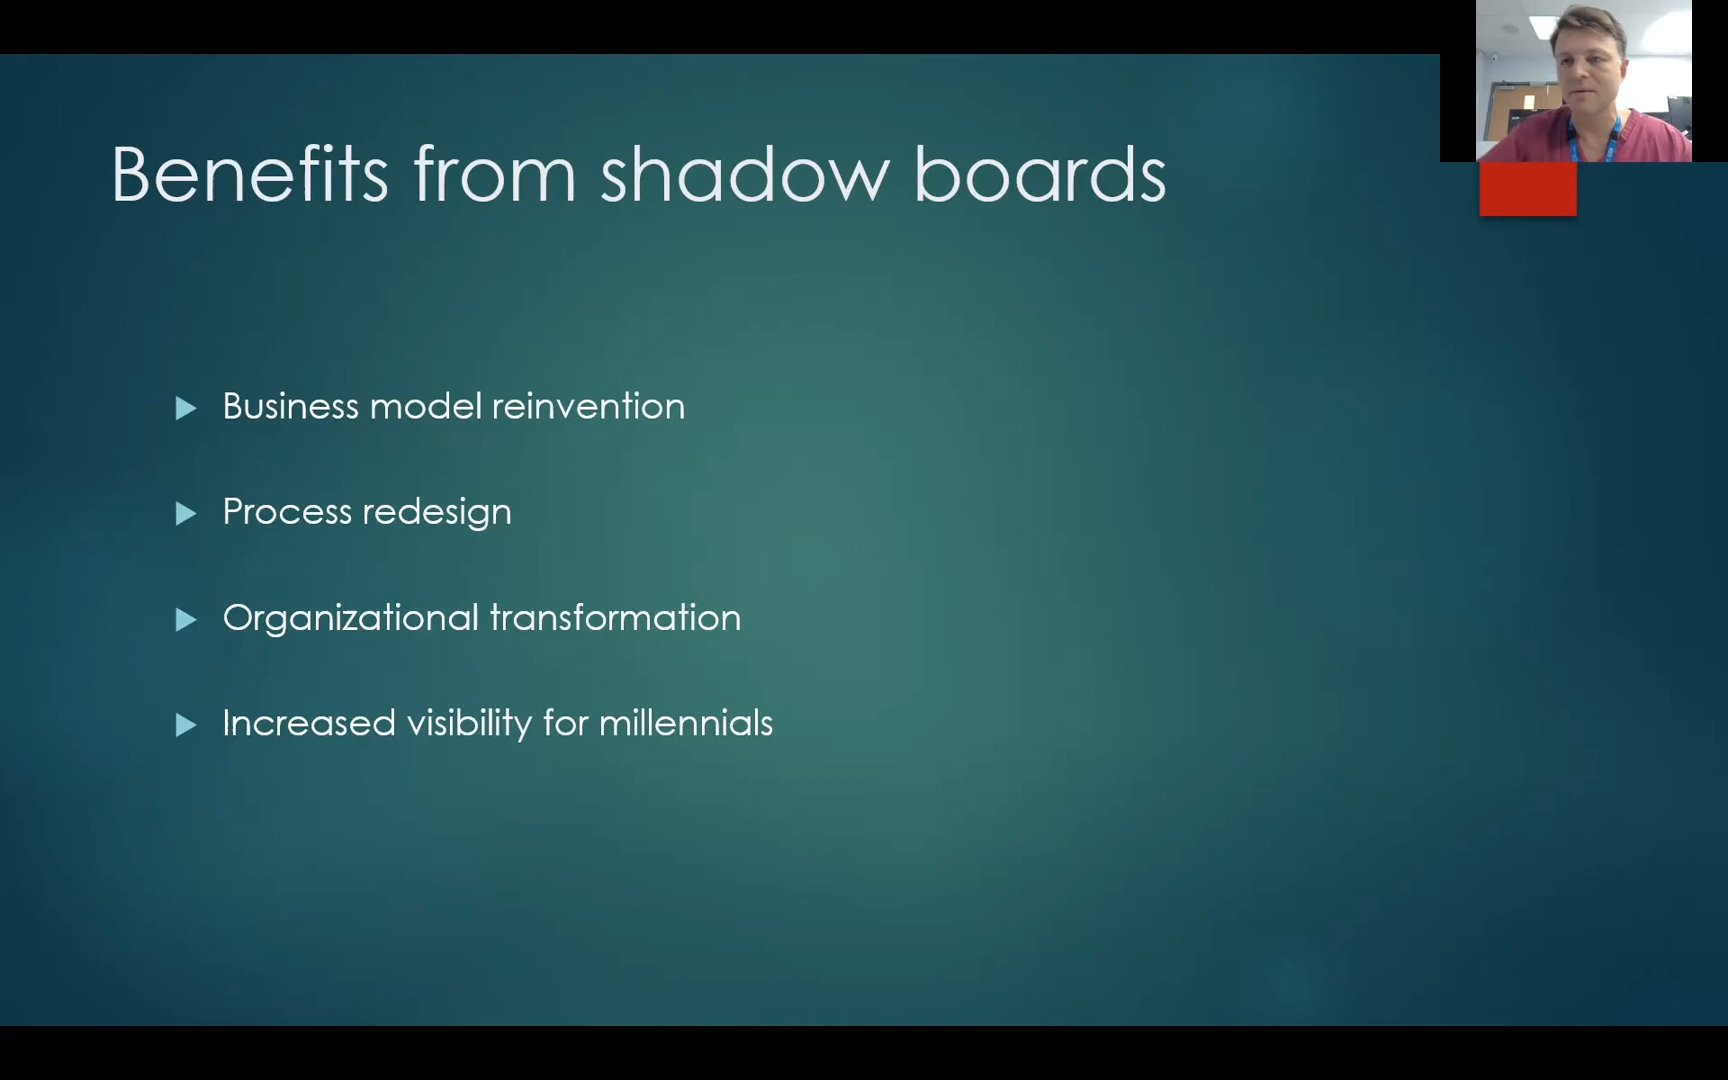 Benefits from shadow boards
Business model reinvention
Process redesign
Organizational transformation
Increased visibility for millennials